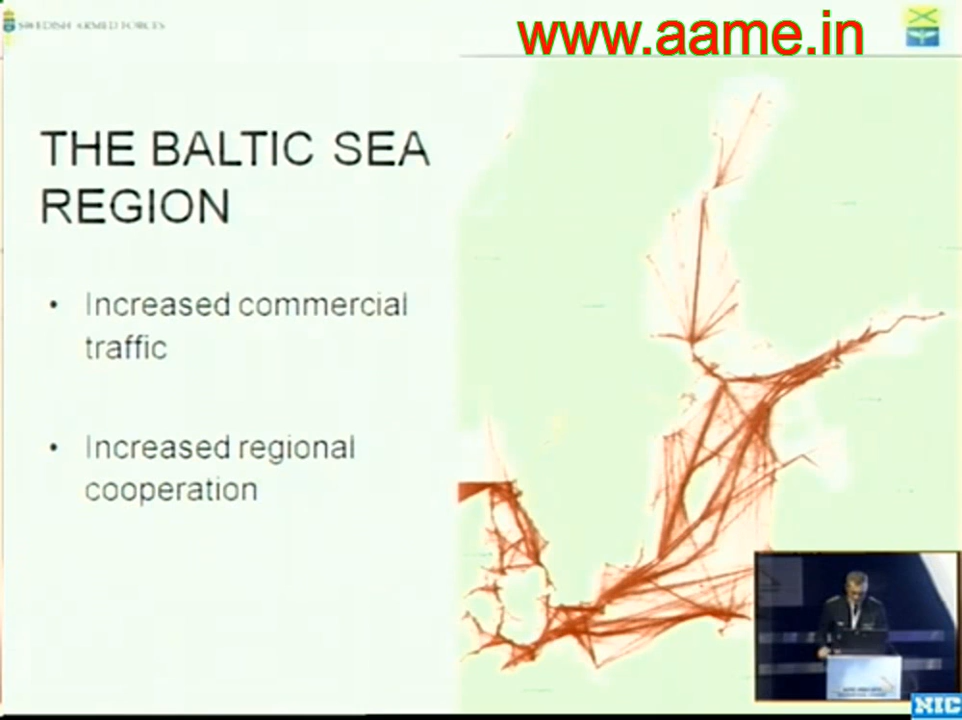 SWEDISH ARMED FORCES
www.aame.in
THE BALTIC SEA
REGION
• Increased commercial
traffic
• Increased regional
cooperation
NIC